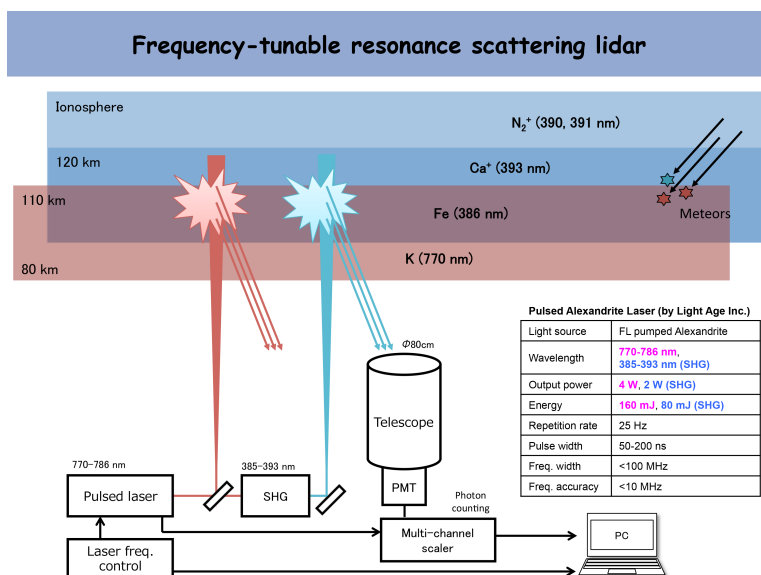 Frequency-tunable resonance scattering lidar
Ionosphere
N₂⁺ (390, 391 nm)
120 km
Ca⁺ (393 nm)
110 km
Fe (386 nm)
Meteors
K (770 nm)
80 km
Pulsed Alexandrite Laser (by Light Age Inc.)
Light source FL pumped Alexandrite
Wavelength 770-786 nm,
385-393 nm (SHG)
Output power 4 W, 2 W (SHG)
Energy 160 mJ, 80 mJ (SHG)
Repetition rate 25 Hz
Pulse width 50-200 ns
Freq. width <100 MHz
Freq. accuracy <10 MHz
Φ80cm
Telescope
PMT
770-786 nm
Pulsed laser
385-393 nm
SHG
Photon
counting
Multi-channel
scaler
PC
Laser freq.
control